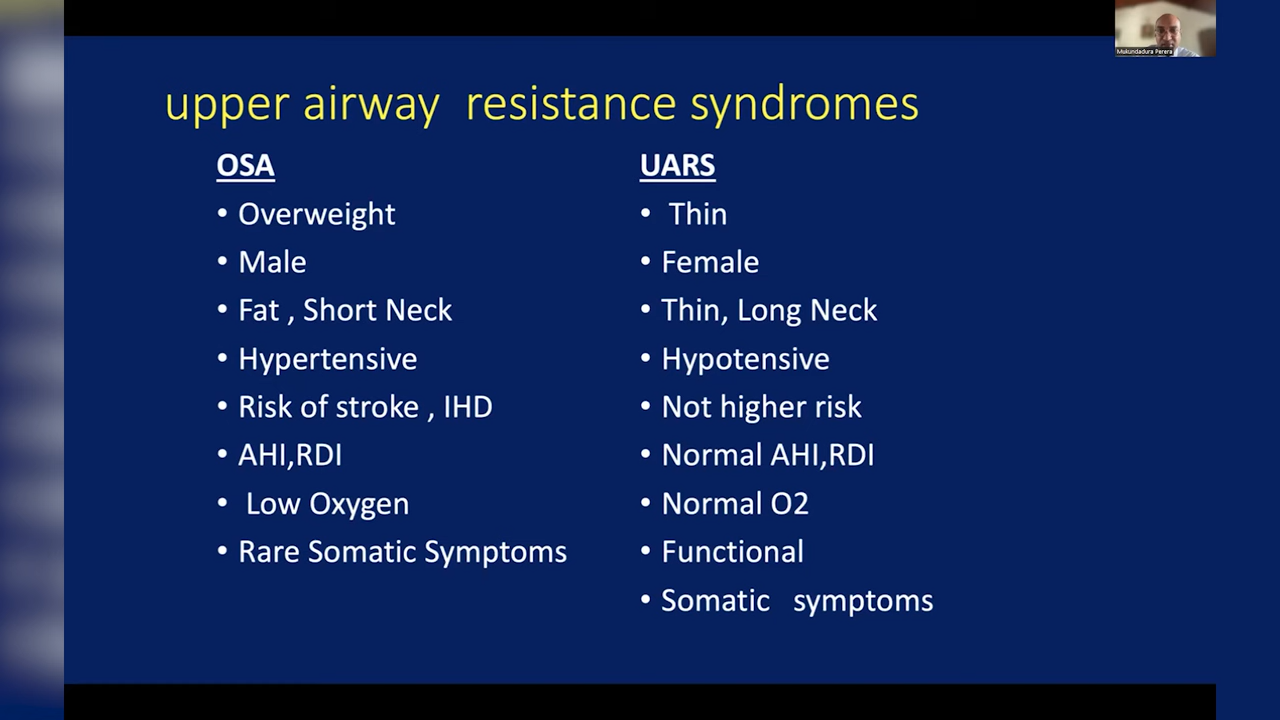 Mukundadura Perera
upper airway resistance syndromes
OSA
• Overweight
• Male
• Fat , Short Neck
• Hypertensive
• Risk of stroke , IHD
• AHI,RDI
• Low Oxygen
• Rare Somatic Symptoms
UARS
• Thin
• Female
• Thin, Long Neck
• Hypotensive
• Not higher risk
• Normal AHI,RDI
• Normal O2
• Functional
• Somatic symptoms